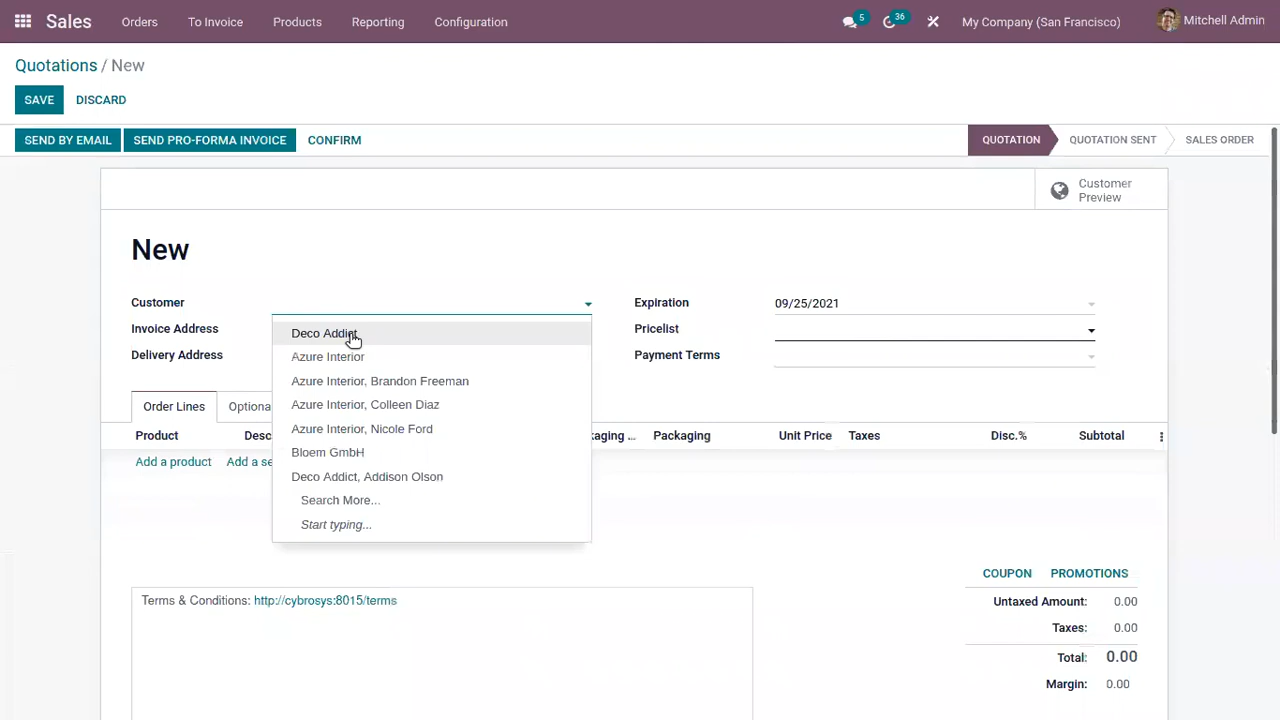 Sales Orders To Invoice Products Reporting Configuration 5 36 My Company (San Francisco) Mitchell Admin
Quotations / New
SAVE DISCARD
SEND BY EMAIL SEND PRO-FORMA INVOICE CONFIRM QUOTATION QUOTATION SENT SALES ORDER
Customer
Preview
New
Customer Expiration 09/25/2021
Invoice Address Pricelist
Deco Addict
Delivery Address Payment Terms
Azure Interior
Azure Interior, Brandon Freeman
Azure Interior, Colleen Diaz
Order Lines Optiona
Azure Interior, Nicole Ford
Product Desc kaging ... Packaging Unit Price Taxes Disc.% Subtotal
Bloem GmbH
Add a product Add a se
Deco Addict, Addison Olson
Search More...
Start typing...
COUPON PROMOTIONS
Terms & Conditions: http://cybrosys:8015/terms
Untaxed Amount: 0.00
Taxes: 0.00
Total: 0.00
Margin: 0.00